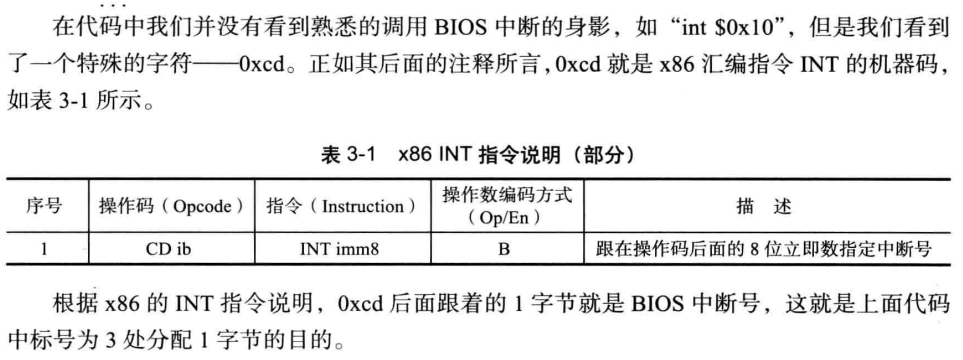 在代码中我们并没有看到熟悉的调用 BIOS 中断的身影，如“int $0x10”，但是我们看到
了一个特殊的字符——0xcd。正如其后面的注释所言，0xcd 就是 x86 汇编指令 INT 的机器码，
如表 3-1 所示。
表 3-1 x86 INT 指令说明（部分）
序号 操作码（Opcode） 指令（Instruction） 操作数编码方式（Op/En） 描 述
1 CD ib INT imm8 B 跟在操作码后面的 8 位立即数指定中断号
根据 x86 的 INT 指令说明，0xcd 后面跟着的 1 字节就是 BIOS 中断号，这就是上面代码
中标号为 3 处分配 1 字节的目的。